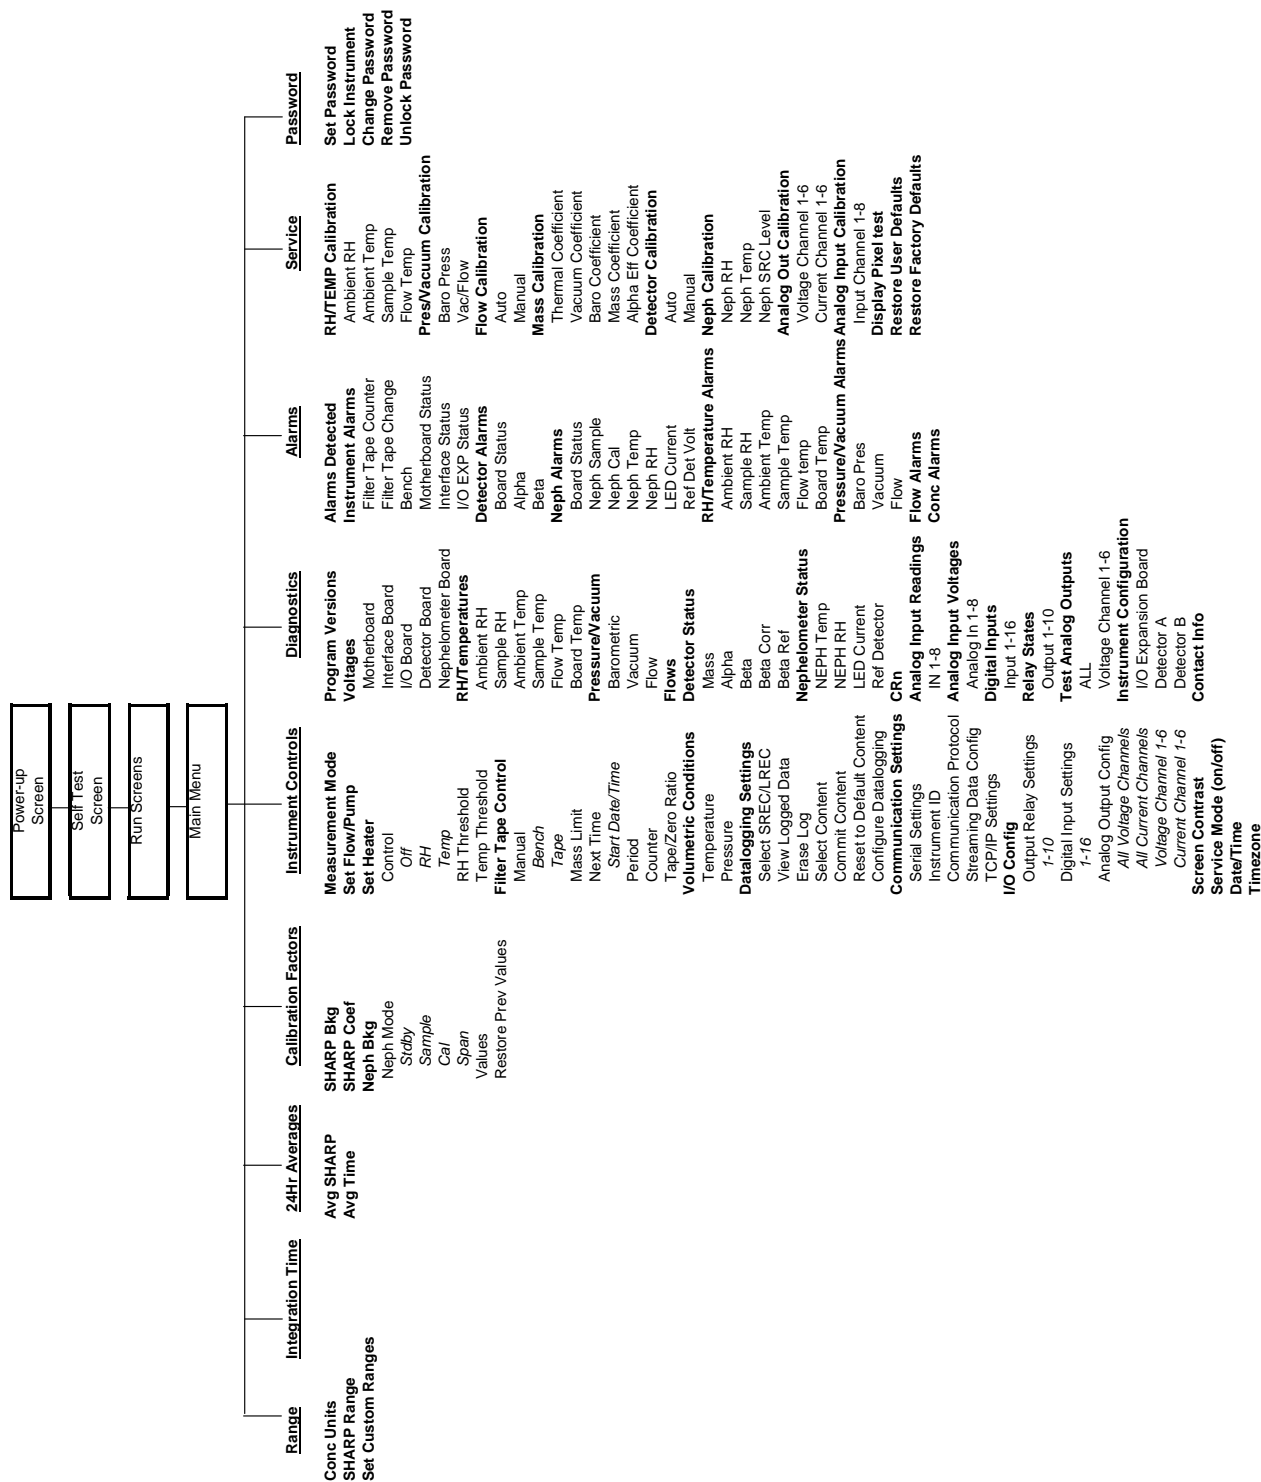 Power-up
Screen
Self Test
Screen
Run Screens
Main Menu
Range
Conc Units
SHARP Range
Set Custom Ranges
Integration Time
24Hr Averages
Avg SHARP
Avg Time
Calibration Factors
SHARP Bkg
SHARP Coef
Neph Bkg
Neph Mode
Stdby
Sample
Cal
Span
Values
Restore Prev Values
Instrument Controls
Measurement Mode
Set Flow/Pump
Set Heater
Control
Off
RH
Temp
RH Threshold
Temp Threshold
Filter Tape Control
Manual
Bench
Tape
Mass Limit
Next Time
Start Date/Time
Period
Counter
Tape/Zero Ratio
Volumetric Conditions
Temperature
Pressure
Datalogging Settings
Select SREC/LREC
View Logged Data
Erase Log
Select Content
Commit Content
Reset to Default Content
Configure Datalogging
Communication Settings
Serial Settings
Instrument ID
Communication Protocol
Streaming Data Config
TCP/IP Settings
I/O Config
Output Relay Settings
1-10
Digital Input Settings
1-16
Analog Output Config
All Voltage Channels
All Current Channels
Voltage Channel 1-6
Current Channel 1-6
Screen Contrast
Service Mode (on/off)
Date/Time
Timezone
Diagnostics
Program Versions
Voltages
Motherboard
Interface Board
I/O Board
Detector Board
Nephelometer Board
RH/Temperatures
Ambient RH
Sample RH
Ambient Temp
Sample Temp
Flow Temp
Board Temp
Pressure/Vacuum
Barometric
Vacuum
Flow
Flows
Detector Status
Mass
Alpha
Beta
Beta Corr
Beta Ref
Nephelometer Status
NEPH Temp
NEPH RH
LED Current
Ref Detector
CRn
Analog Input Readings
IN 1-8
Analog Input Voltages
Analog In 1-8
Digital Inputs
Input 1-16
Relay States
Output 1-10
Test Analog Outputs
ALL
Voltage Channel 1-6
Instrument Configuration
I/O Expansion Board
Detector A
Detector B
Contact Info
Alarms
Alarms Detected
Instrument Alarms
Filter Tape Counter
Filter Tape Change
Bench
Motherboard Status
Interface Status
I/O EXP Status
Detector Alarms
Board Status
Alpha
Beta
Neph Alarms
Board Status
Neph Sample
Neph Cal
Neph Temp
Neph RH
LED Current
Ref Det Volt
RH/Temperature Alarms
Ambient RH
Sample RH
Ambient Temp
Sample Temp
Flow temp
Board Temp
Pressure/Vacuum Alarms
Baro Pres
Vacuum
Flow
Flow Alarms
Conc Alarms
Service
RH/TEMP Calibration
Ambient RH
Ambient Temp
Sample Temp
Flow Temp
Pres/Vacuum Calibration
Baro Press
Vac/Flow
Flow Calibration
Auto
Manual
Mass Calibration
Thermal Coefficient
Vacuum Coefficient
Baro Coefficient
Mass Coefficient
Alpha Eff Coefficient
Detector Calibration
Auto
Manual
Neph Calibration
Neph RH
Neph Temp
Neph SRC Level
Analog Out Calibration
Voltage Channel 1-6
Current Channel 1-6
Analog Input Calibration
Input Channel 1-8
Display Pixel test
Restore User Defaults
Restore Factory Defaults
Password
Set Password
Lock Instrument
Change Password
Remove Password
Unlock Password